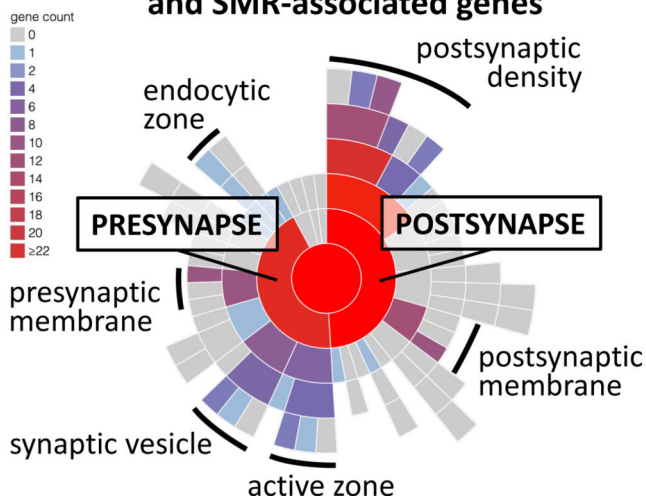 and SMR-associated genes
gene count
0
1
2
4
6
8
10
12
14
16
18
20
≥22
postsynaptic
density
endocytic
zone
PRESYNAPSE
POSTSYNAPSE
presynaptic
membrane
postsynaptic
membrane
synaptic vesicle
active zone